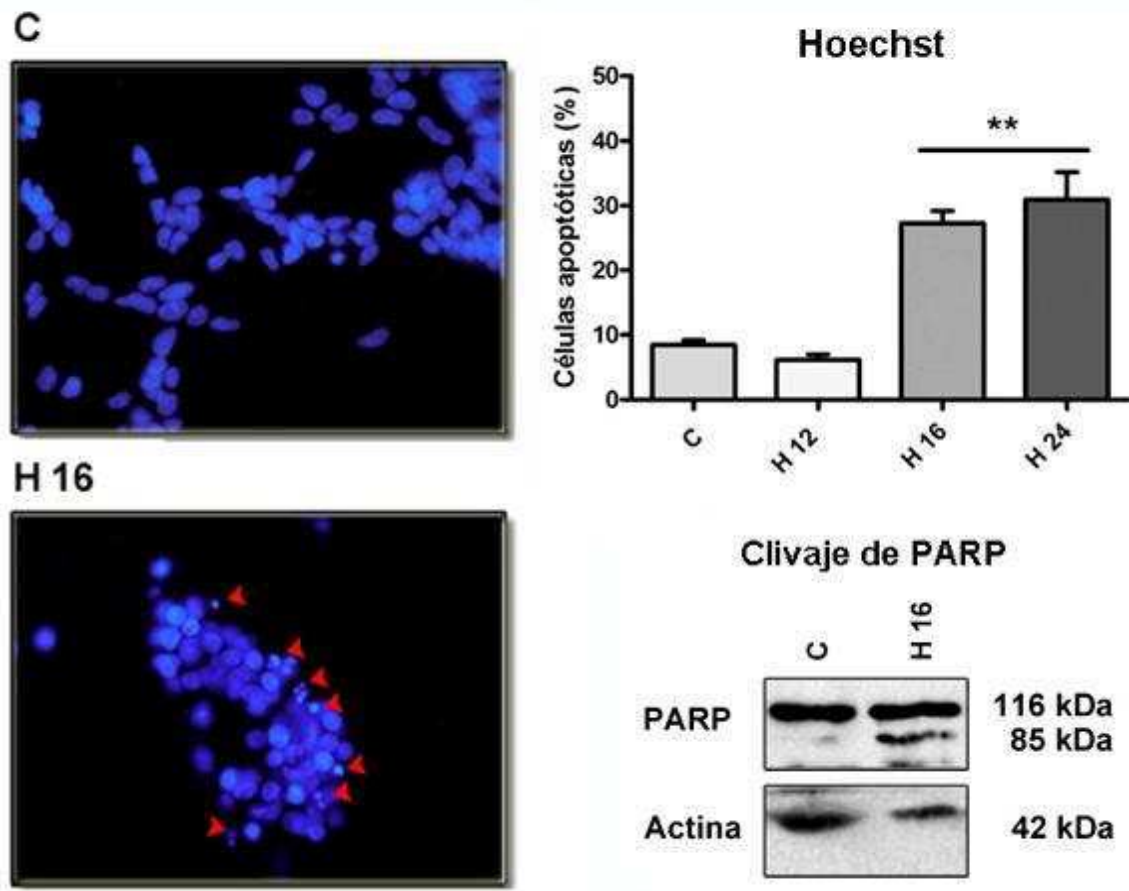 C
H 16
Hoechst
Células apoptóticas (%)
50
40
30
20
10
0
**
C
H 12
H 16
H 24
Clivaje de PARP
C
H 16
PARP
116 kDa
85 kDa
Actina
42 kDa